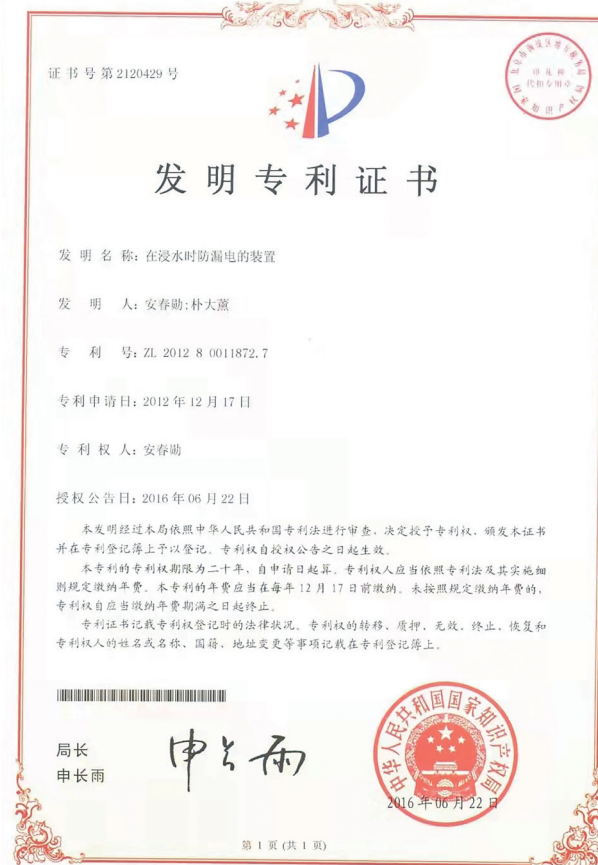 证书号第2120429号
发明专利证书
发明名称：在浸水时防漏电的装置
发明人：安春勋;朴大薰
专利号：ZL 2012 8 0011872.7
专利申请日：2012年12月17日
专利权人：安春勋
授权公告日：2016年06月22日
本发明经过本局依照中华人民共和国专利法进行审查，决定授予专利权，颁发本证书
并在专利登记簿上予以登记。专利权自授权公告之日起生效。
本专利的专利权期限为二十年，自申请日起算。专利权人应当依照专利法及其实施细
则规定缴纳年费。本专利的年费应当在每年12月17日前缴纳。未按照规定缴纳年费的，
专利权自应当缴纳年费期满之日起终止。
专利证书记载专利权登记时的法律状况。专利权的转移、质押、无效、终止、恢复和
专利权人的姓名或名称、国籍、地址变更等事项记载在专利登记簿上。
局长
申长雨
申长雨
中华人民共和国国家知识产权局
2016年06月22日
第1页(共1页)